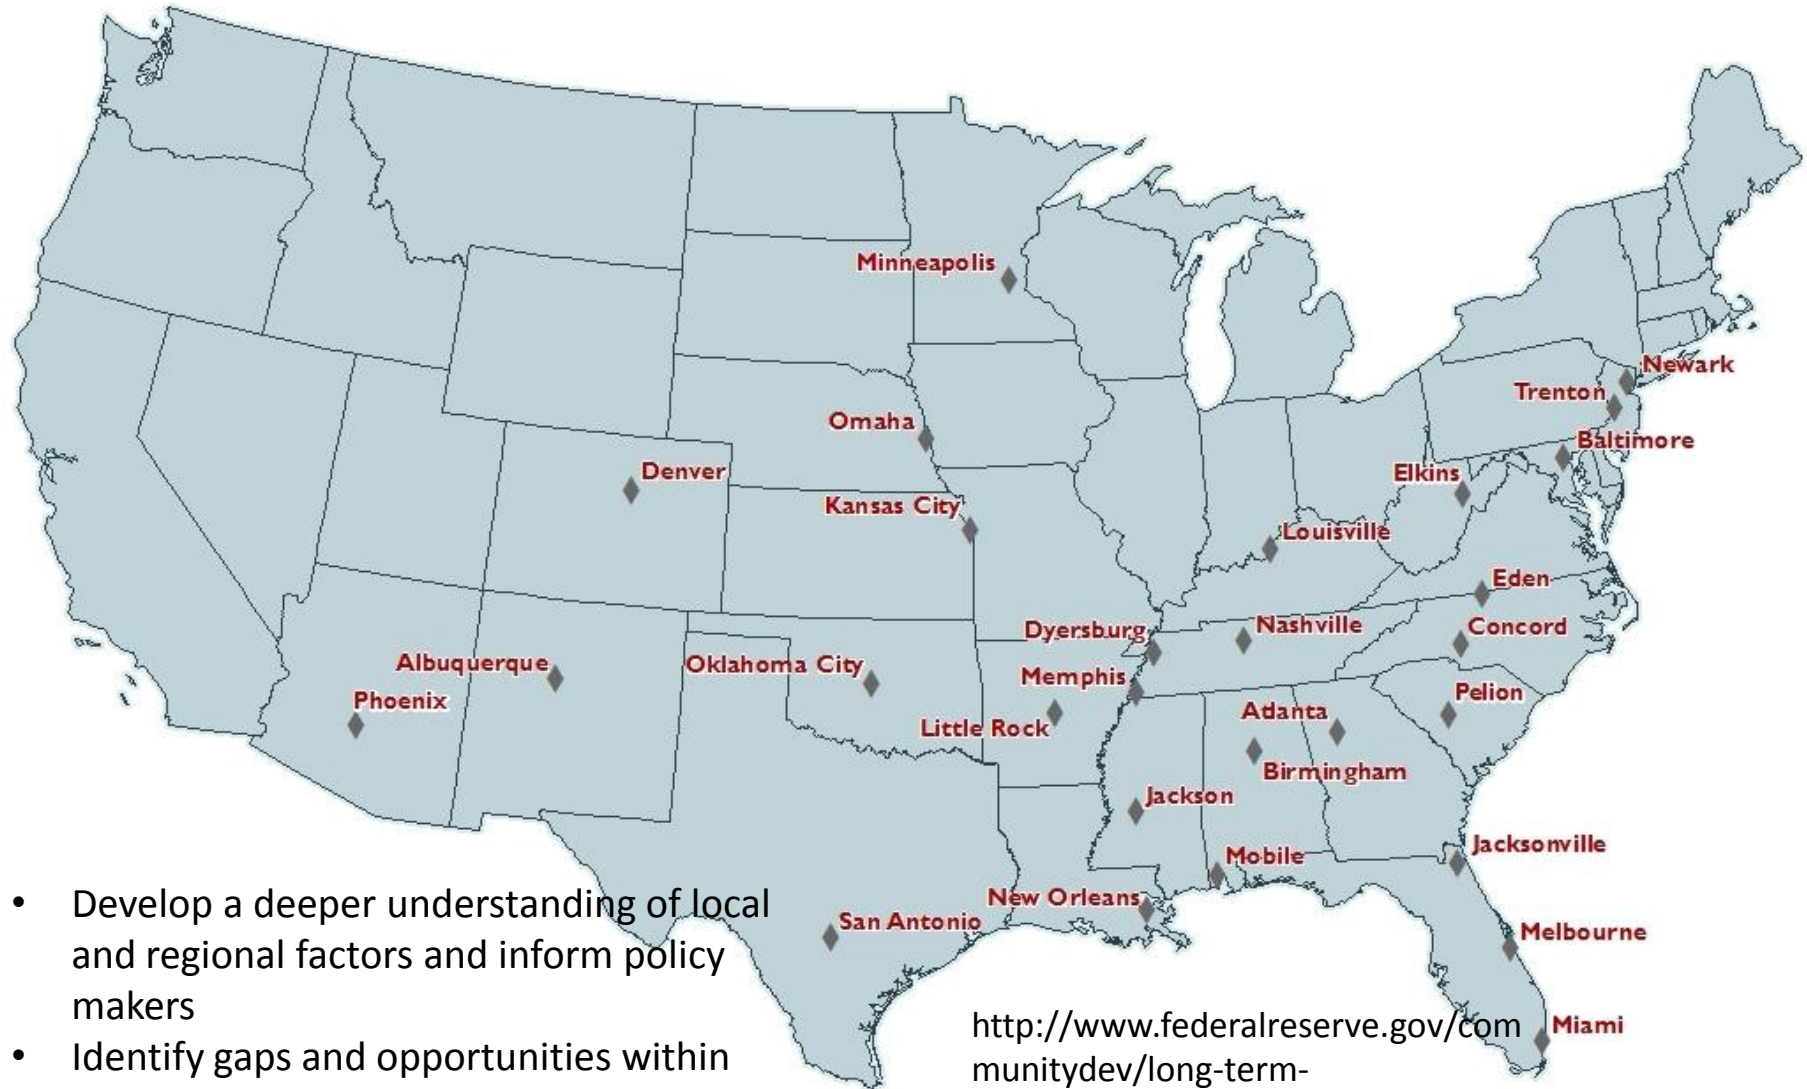 Minneapolis
Newark
Trenton
Omaha
Baltimore
Denver
Elkins
Kansas City
Louisville
Eden
Dyersburg
Nashville
Concord
Albuquerque
Oklahoma City
Memphis
Phoenix
Pelion
Atlanta
Little Rock
Birmingham
Jackson
Jacksonville
Mobile
New Orleans
San Antonio
Melbourne
Miami
• Develop a deeper understanding of local
and regional factors and inform policy
makers
• Identify gaps and opportunities within
http://www.federalreserve.gov/com
munitydev/long-term-